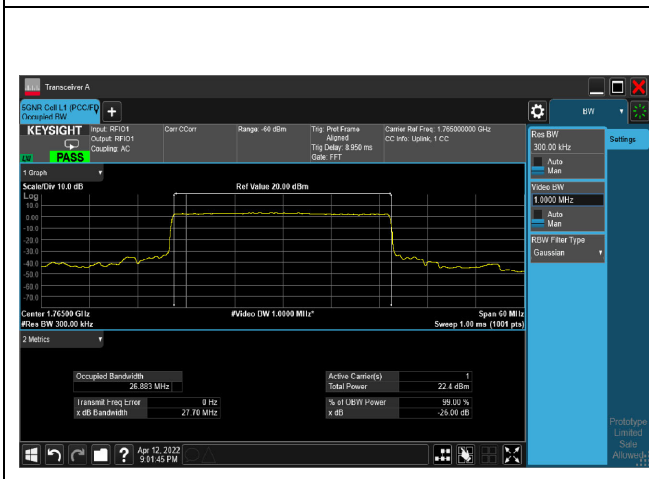 Transceiver A
5GNR Cell L1 (PCC/FD
Occupied BW
BW
KEYSIGHT
Input: RFIO1
Output: RFIO1
Coupling: AC
Corr CCorr
Range: -60 dBm
Trig: Pref Frame
Aligned
Trig Delay: 8.950 ms
Gate: FFT
Carrier Ref Freq: 1.765000000 GHz
CC Info: Uplink, 1 CC
PASS
Res BW
300.00 kHz
Auto
Man
Settings
Video BW
1.0000 MHz
Auto
Man
RBW Filter Type
Gaussian
1 Graph
Scale/Div 10.0 dB
Ref Value 20.00 dBm
Log
10.0
0.00
-10.0
-20.0
-30.0
-40.0
-50.0
-60.0
-70.0
Center 1.76500 GHz
#Video BW 1.0000 MHz*
Span 60 MHz
#Res BW 300.00 kHz
Sweep 1.00 ms (1001 pts)
2 Metrics
Occupied Bandwidth
26.883 MHz
Active Carrier(s) 1
Total Power 22.4 dBm
Transmit Freq Error 0 Hz
x dB Bandwidth 27.70 MHz
% of OBW Power 99.00 %
x dB -26.00 dB
Prototype
Limited
Sale
Allowed
Apr 12, 2022
9:01:45 PM